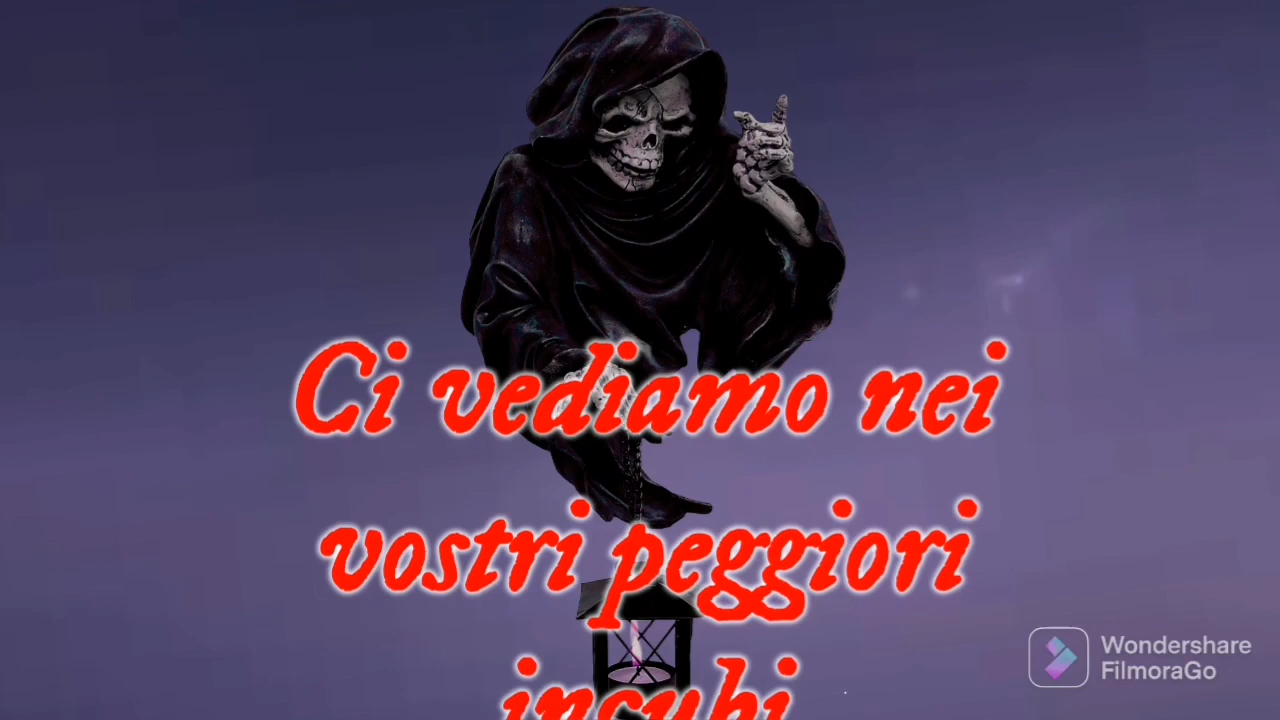 Ci vediamo nei
vostri peggiori
incubi
Wondershare
FilmoraGo